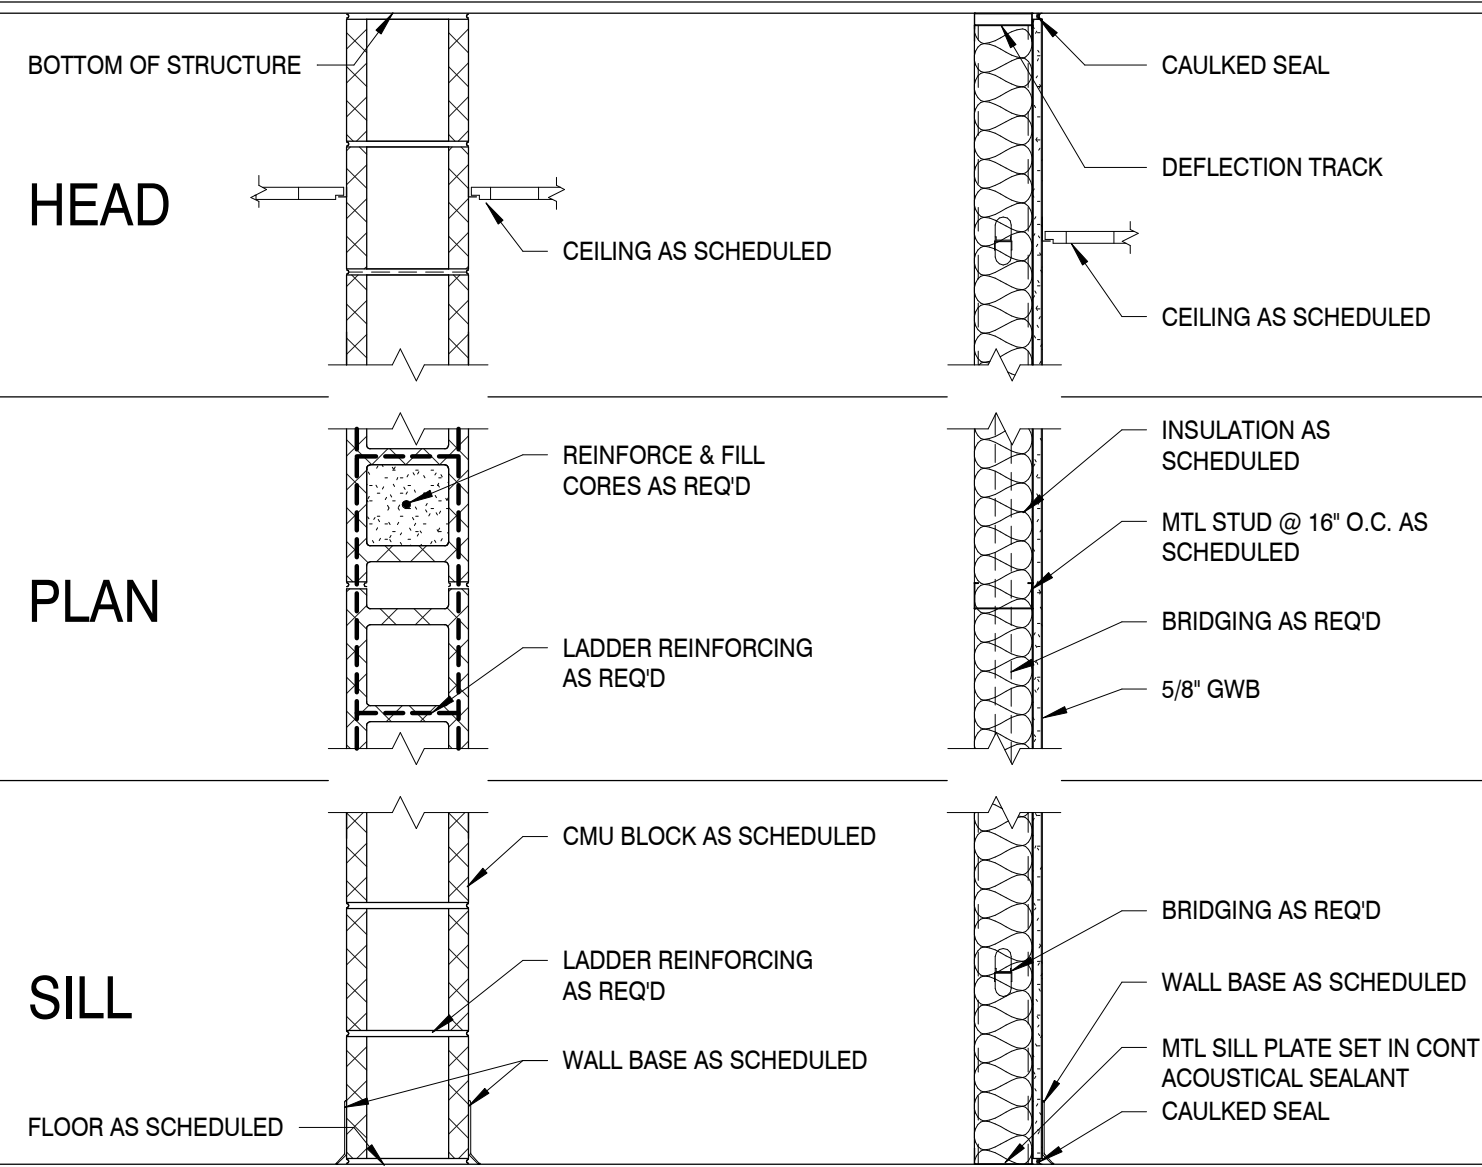 BOTTOM OF STRUCTURE
CAULKED SEAL
DEFLECTION TRACK
HEAD
CEILING AS SCHEDULED
CEILING AS SCHEDULED
REINFORCE & FILL
CORES AS REQ'D
INSULATION AS
SCHEDULED
MTL STUD @ 16" O.C. AS
SCHEDULED
PLAN
LADDER REINFORCING
AS REQ'D
BRIDGING AS REQ'D
5/8" GWB
CMU BLOCK AS SCHEDULED
BRIDGING AS REQ'D
SILL
LADDER REINFORCING
AS REQ'D
WALL BASE AS SCHEDULED
WALL BASE AS SCHEDULED
MTL SILL PLATE SET IN CONT
ACOUSTICAL SEALANT
CAULKED SEAL
FLOOR AS SCHEDULED